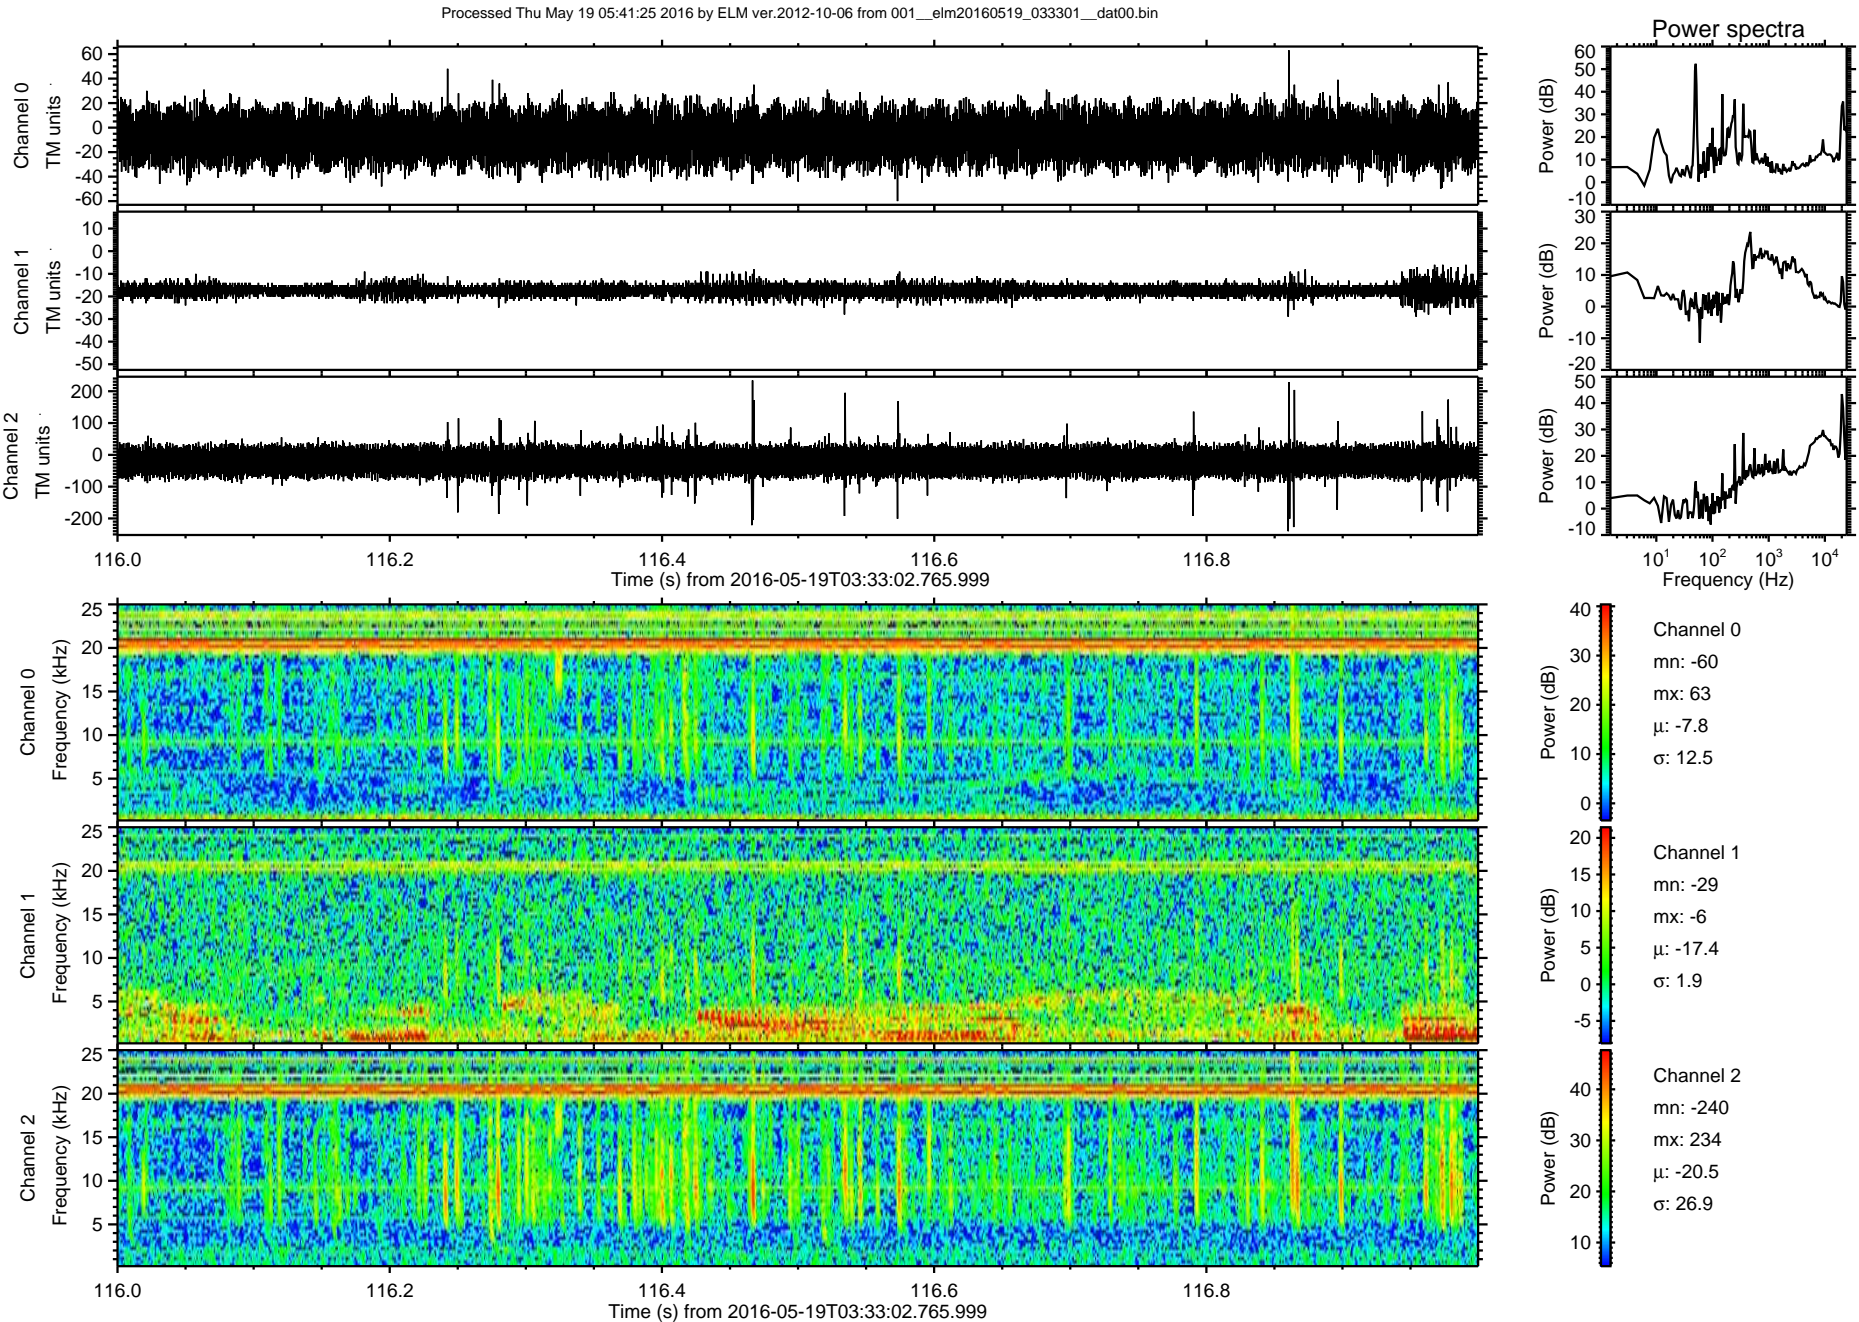 Processed Thu May 19 05:41:25 2016 by ELM ver.2012-10-06 from 001__elm20160519_033301__dat00.bin
Power spectra
Channel 0
TM units
60
40
20
0
-20
-40
-60
Power (dB)
60
50
40
30
20
10
0
-10
Channel 1
TM units
10
0
-10
-20
-30
-40
-50
Power (dB)
30
20
10
0
-10
-20
Channel 2
TM units
200
100
0
-100
-200
Power (dB)
50
40
30
20
10
0
-10
116.0 116.2 116.4 116.6 116.8
Time (s) from 2016-05-19T03:33:02.765.999
10¹ 10² 10³ 10⁴
Frequency (Hz)
Channel 0
Frequency (kHz)
25
20
15
10
5
Power (dB)
40
30
20
10
0
Channel 0
mn: -60
mx: 63
μ: -7.8
σ: 12.5
Channel 1
Frequency (kHz)
25
20
15
10
5
Power (dB)
20
15
10
5
0
-5
Channel 1
mn: -29
mx: -6
μ: -17.4
σ: 1.9
Channel 2
Frequency (kHz)
25
20
15
10
5
Power (dB)
40
30
20
10
Channel 2
mn: -240
mx: 234
μ: -20.5
σ: 26.9
116.0 116.2 116.4 116.6 116.8
Time (s) from 2016-05-19T03:33:02.765.999